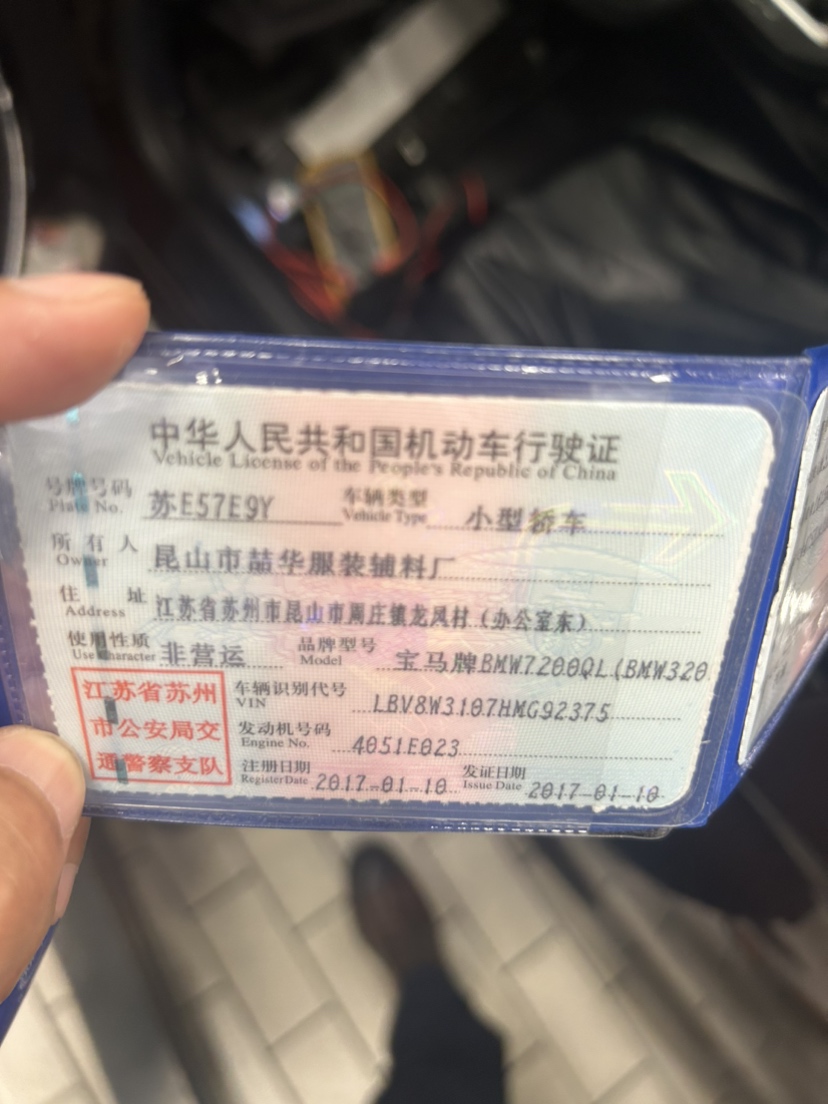 中华人民共和国机动车行驶证
Vehicle License of the People's Republic of China
号牌号码 苏E57E9Y 车辆类型 小型轿车
Plate No. Vehicle Type
所有人 昆山市喆华服装辅料厂
Owner
住址 江苏省苏州市昆山市周庄镇龙凤村（办公室东）
Address
使用性质 非营运 品牌型号 宝马牌BMW7200QL(BMW320
Use Character Model
江苏省苏州
市公安局交
通警察支队
车辆识别代号 LBV8W3107HMG92375
VIN
发动机号码 4051E023
Engine No.
注册日期 2017-01-10 发证日期 2017-01-10
Register Date Issue Date